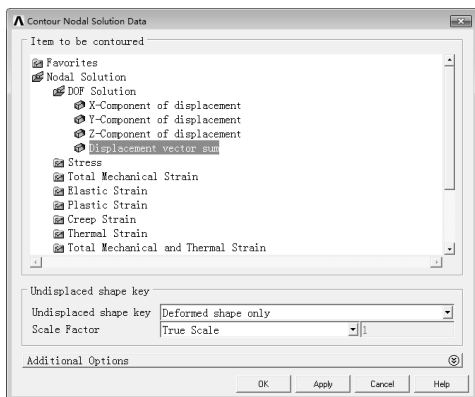 Contour Nodal Solution Data
Item to be contoured
Favorites
Nodal Solution
DOF Solution
X-Component of displacement
Y-Component of displacement
Z-Component of displacement
Displacement vector sum
Stress
Total Mechanical Strain
Elastic Strain
Plastic Strain
Creep Strain
Thermal Strain
Total Mechanical and Thermal Strain
Undisplaced shape key
Undisplaced shape key Deformed shape only
Scale Factor True Scale 1
Additional Options
OK Apply Cancel Help